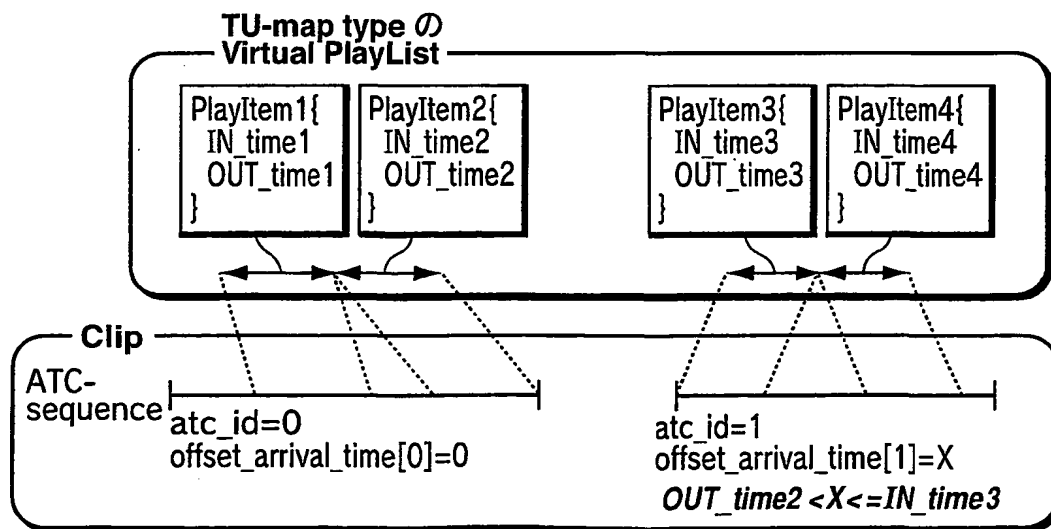 TU-map type の
Virtual PlayList
PlayItem1{
IN_time1
OUT_time1
}
PlayItem2{
IN_time2
OUT_time2
}
PlayItem3{
IN_time3
OUT_time3
}
PlayItem4{
IN_time4
OUT_time4
}
Clip
ATC-
sequence
atc_id=0
offset_arrival_time[0]=0
atc_id=1
offset_arrival_time[1]=X
OUT_time2<X<=IN_time3